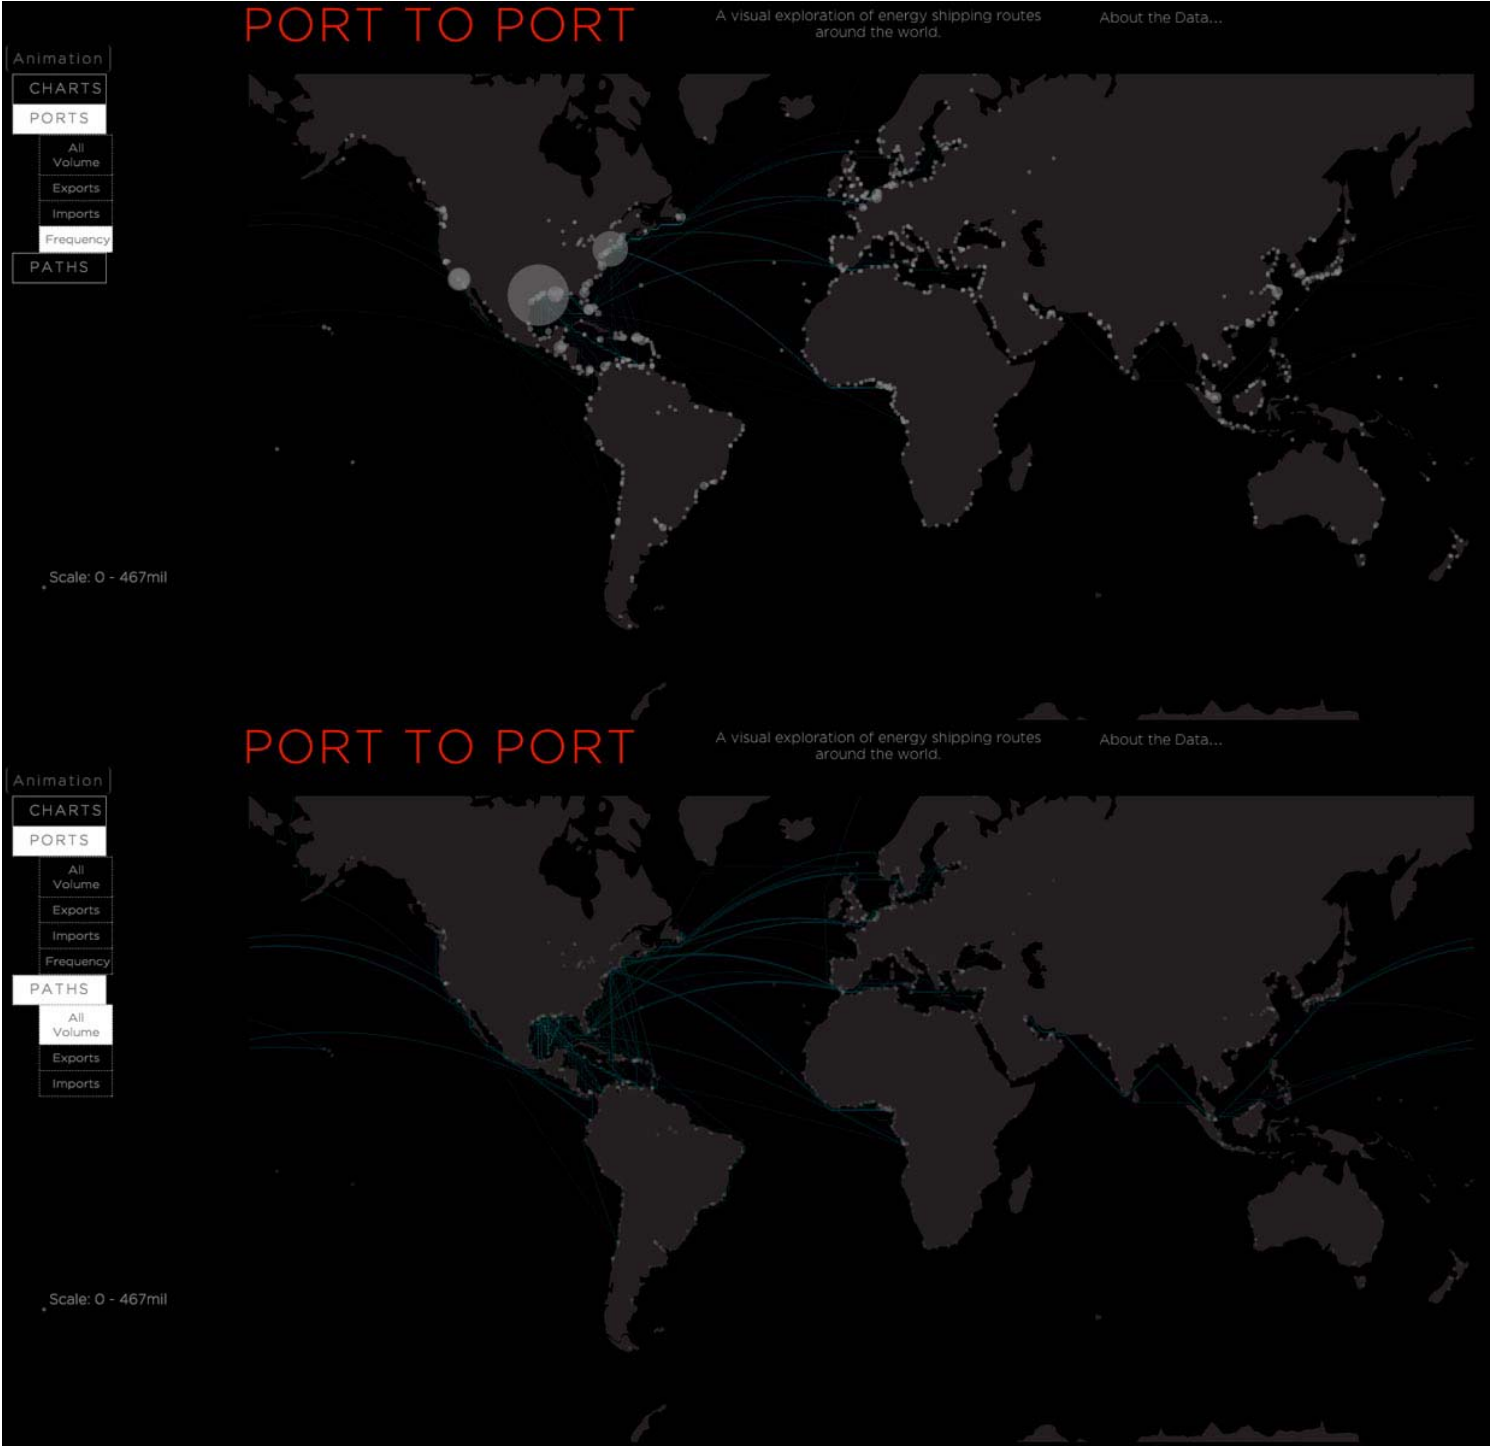 PORT TO PORT
A visual exploration of energy shipping routes
around the world.
About the Data...
Animation
CHARTS
PORTS
All
Volume
Exports
Imports
Frequency
PATHS
Scale: 0 - 467mil
PORT TO PORT
A visual exploration of energy shipping routes
around the world.
About the Data...
Animation
CHARTS
PORTS
All
Volume
Exports
Imports
Frequency
PATHS
All
Volume
Exports
Imports
Scale: 0 - 467mil